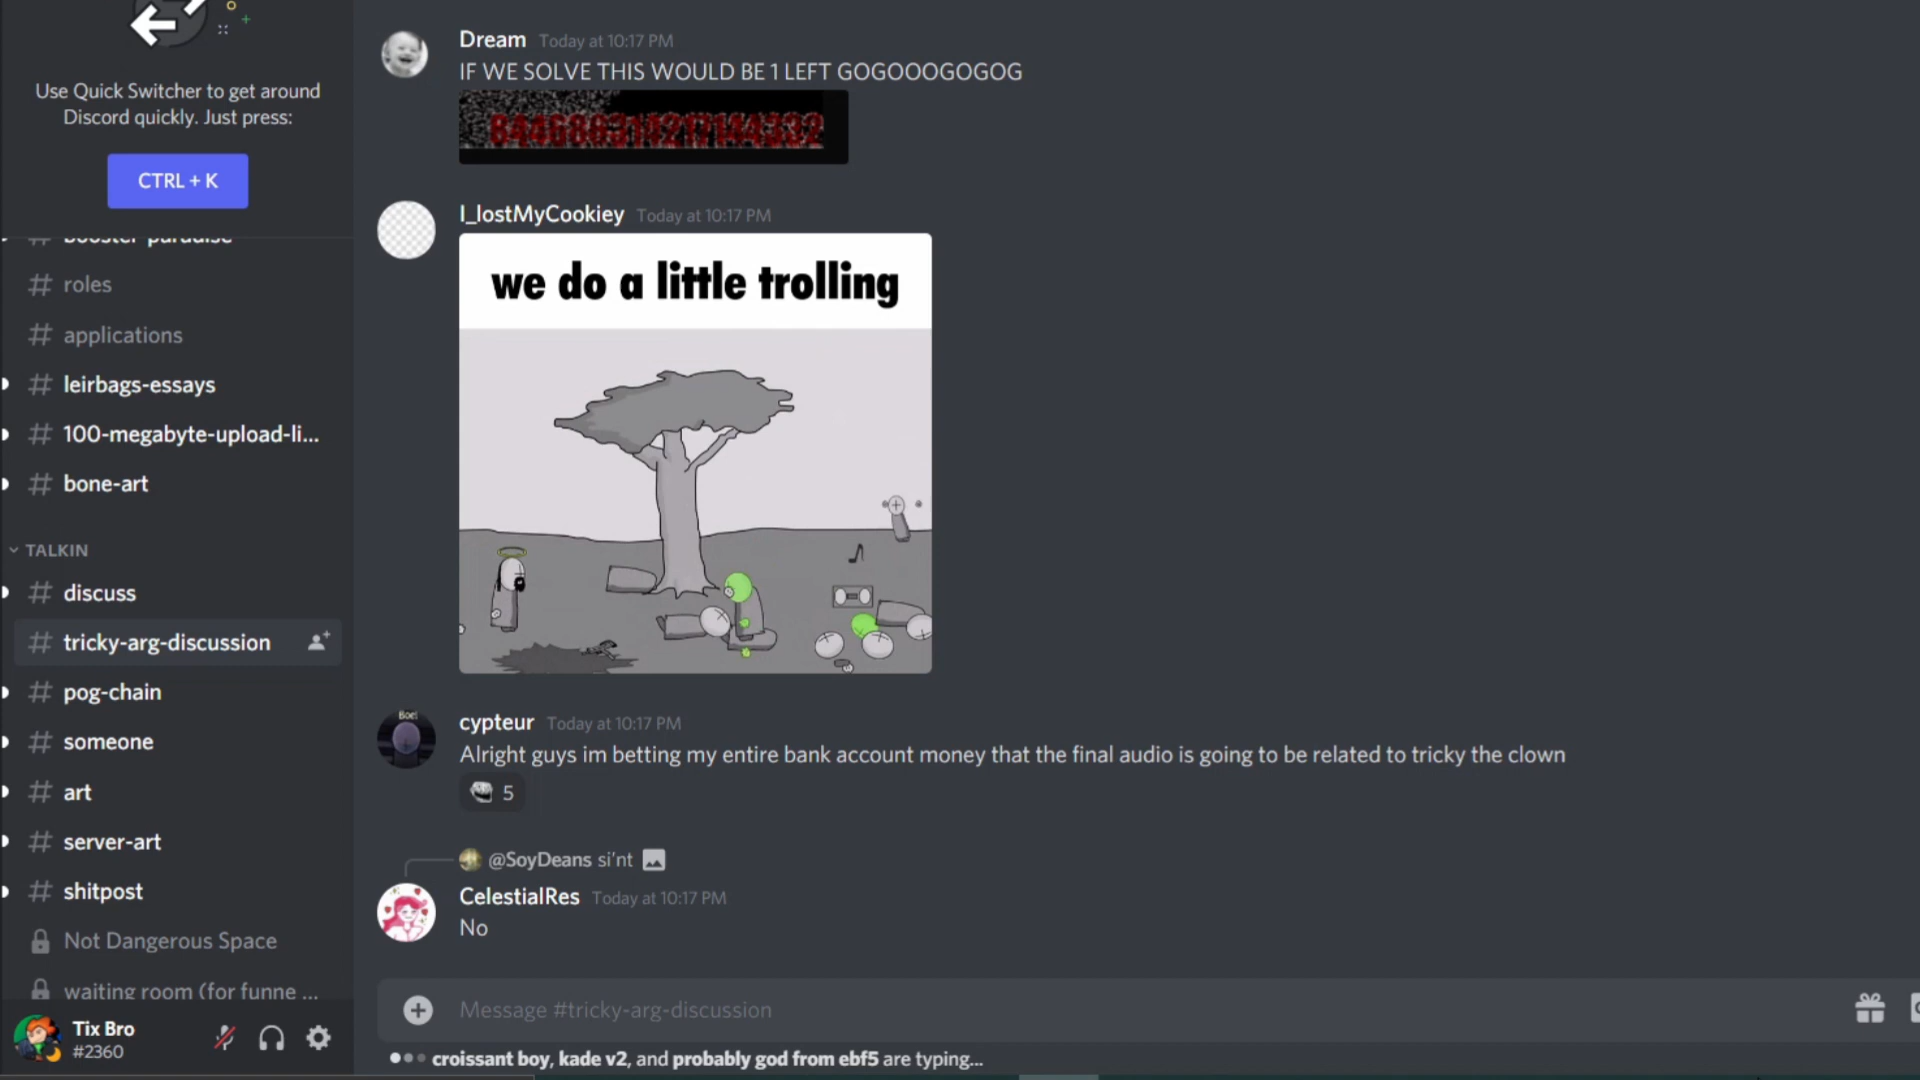 Use Quick Switcher to get around
Discord quickly. Just press:
CTRL + K
booster-paradise
roles
applications
leirbags-essays
100-megabyte-upload-li...
bone-art
TALKIN
discuss
tricky-arg-discussion
pog-chain
someone
art
server-art
shitpost
Not Dangerous Space
waiting room (for funne ...
Tix Bro
#2360
Dream Today at 10:17 PM
IF WE SOLVE THIS WOULD BE 1 LEFT GOGOOOGOGOG
I_lostMyCookiey Today at 10:17 PM
we do a little trolling
cypteur Today at 10:17 PM
Alright guys im betting my entire bank account money that the final audio is going to be related to tricky the clown
5
@SoyDeans si'nt
CelestialRes Today at 10:17 PM
No
Message #tricky-arg-discussion
croissant boy, kade v2, and probably god from ebf5 are typing...